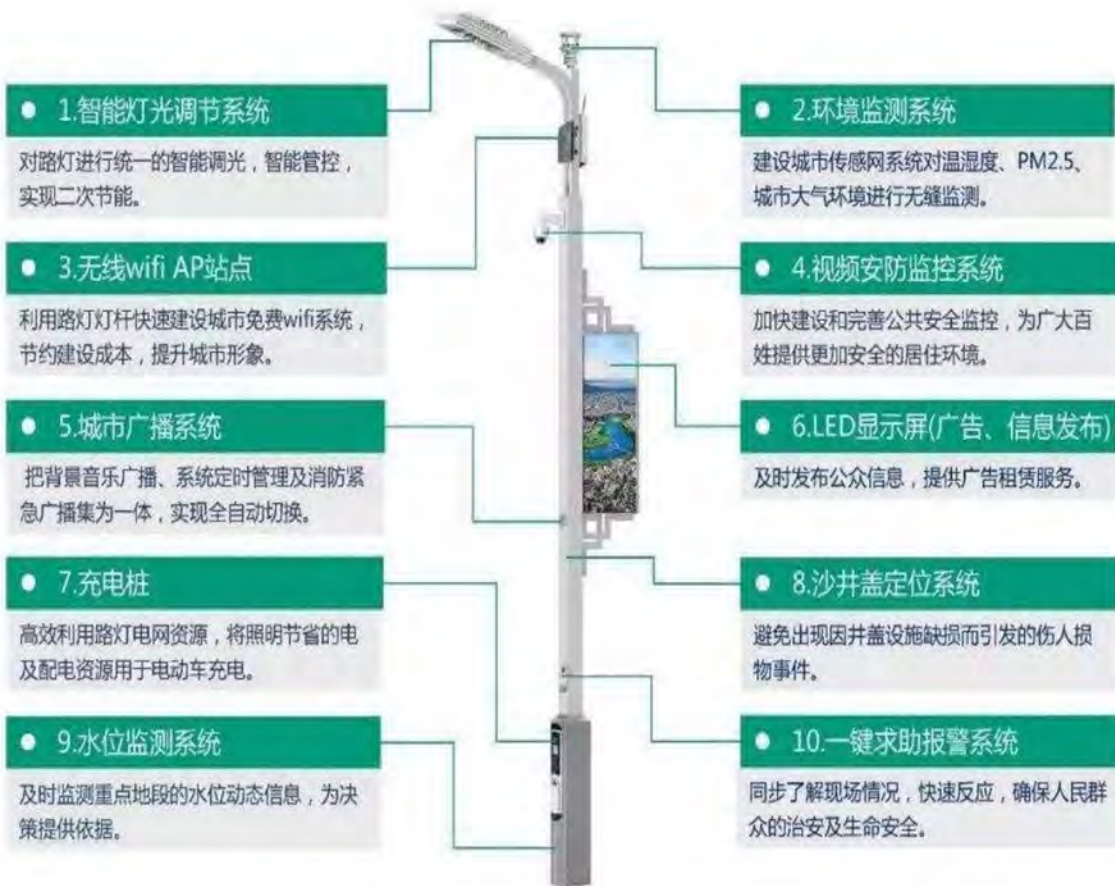 1.智能灯光调节系统
对路灯进行统一的智能调光，智能管控，
实现二次节能。
2.环境监测系统
建设城市传感网系统对温湿度、PM2.5、
城市大气环境进行无缝监测。
3.无线wifi AP站点
利用路灯灯杆快速建设城市免费wifi系统，
节约建设成本，提升城市形象。
4.视频安防监控系统
加快建设和完善公共安全监控，为广大百
姓提供更加安全的居住环境。
5.城市广播系统
把背景音乐广播、系统定时管理及消防紧
急广播集为一体，实现全自动切换。
6.LED显示屏(广告、信息发布)
及时发布公众信息，提供广告租赁服务。
7.充电桩
高效利用路灯电网资源，将照明节省的电
及配电资源用于电动车充电。
8.沙井盖定位系统
避免出现因井盖设施缺损而引发的伤人损
物事件。
9.水位监测系统
及时监测重点地段的水位动态信息，为决
策提供依据。
10.一键求助报警系统
同步了解现场情况，快速反应，确保人民群
众的治安及生命安全。